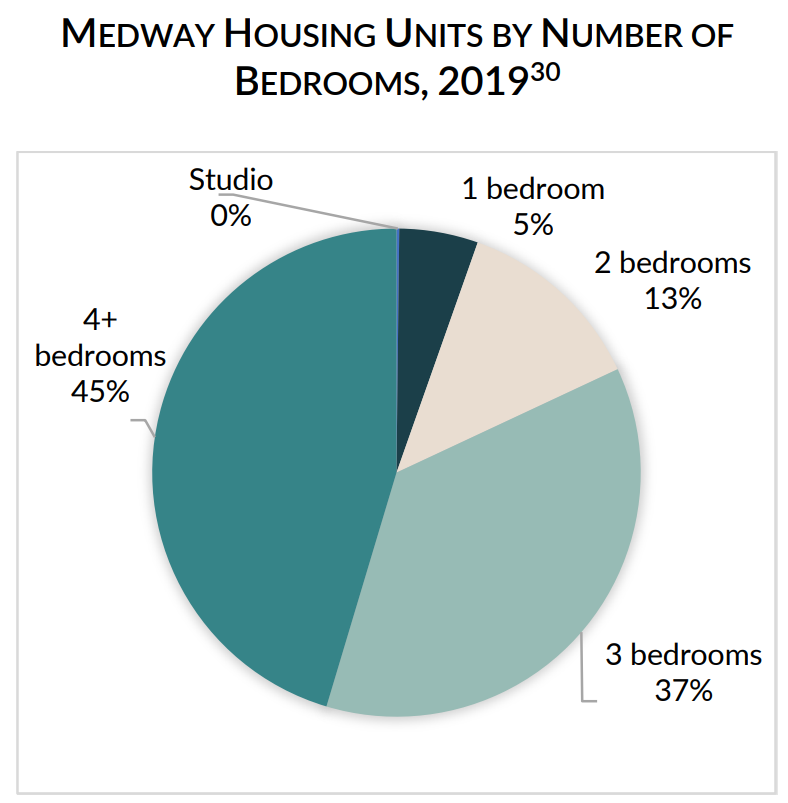 MEDWAY HOUSING UNITS BY NUMBER OF
BEDROOMS, 2019³⁰
Studio
0%
1 bedroom
5%
2 bedrooms
13%
4+
bedrooms
45%
3 bedrooms
37%